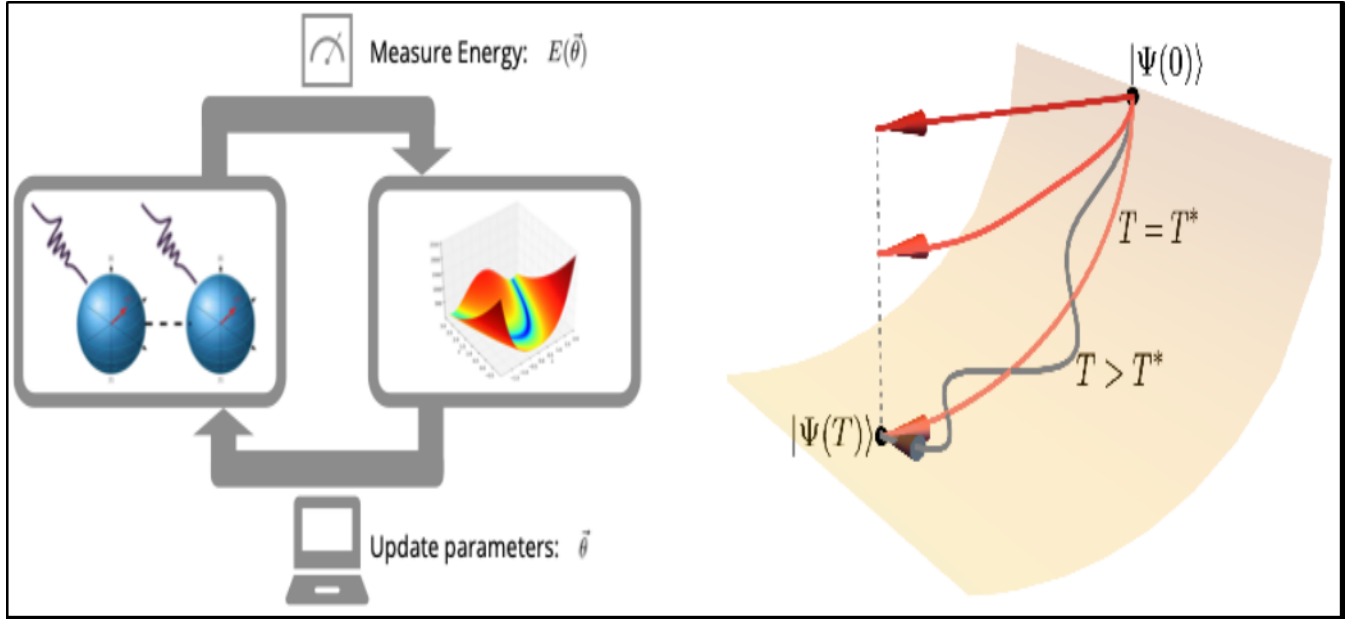 Measure Energy: E(θ⃗)
Update parameters: θ⃗
|Ψ(0)⟩
T = T*
T > T*
|Ψ(T)⟩